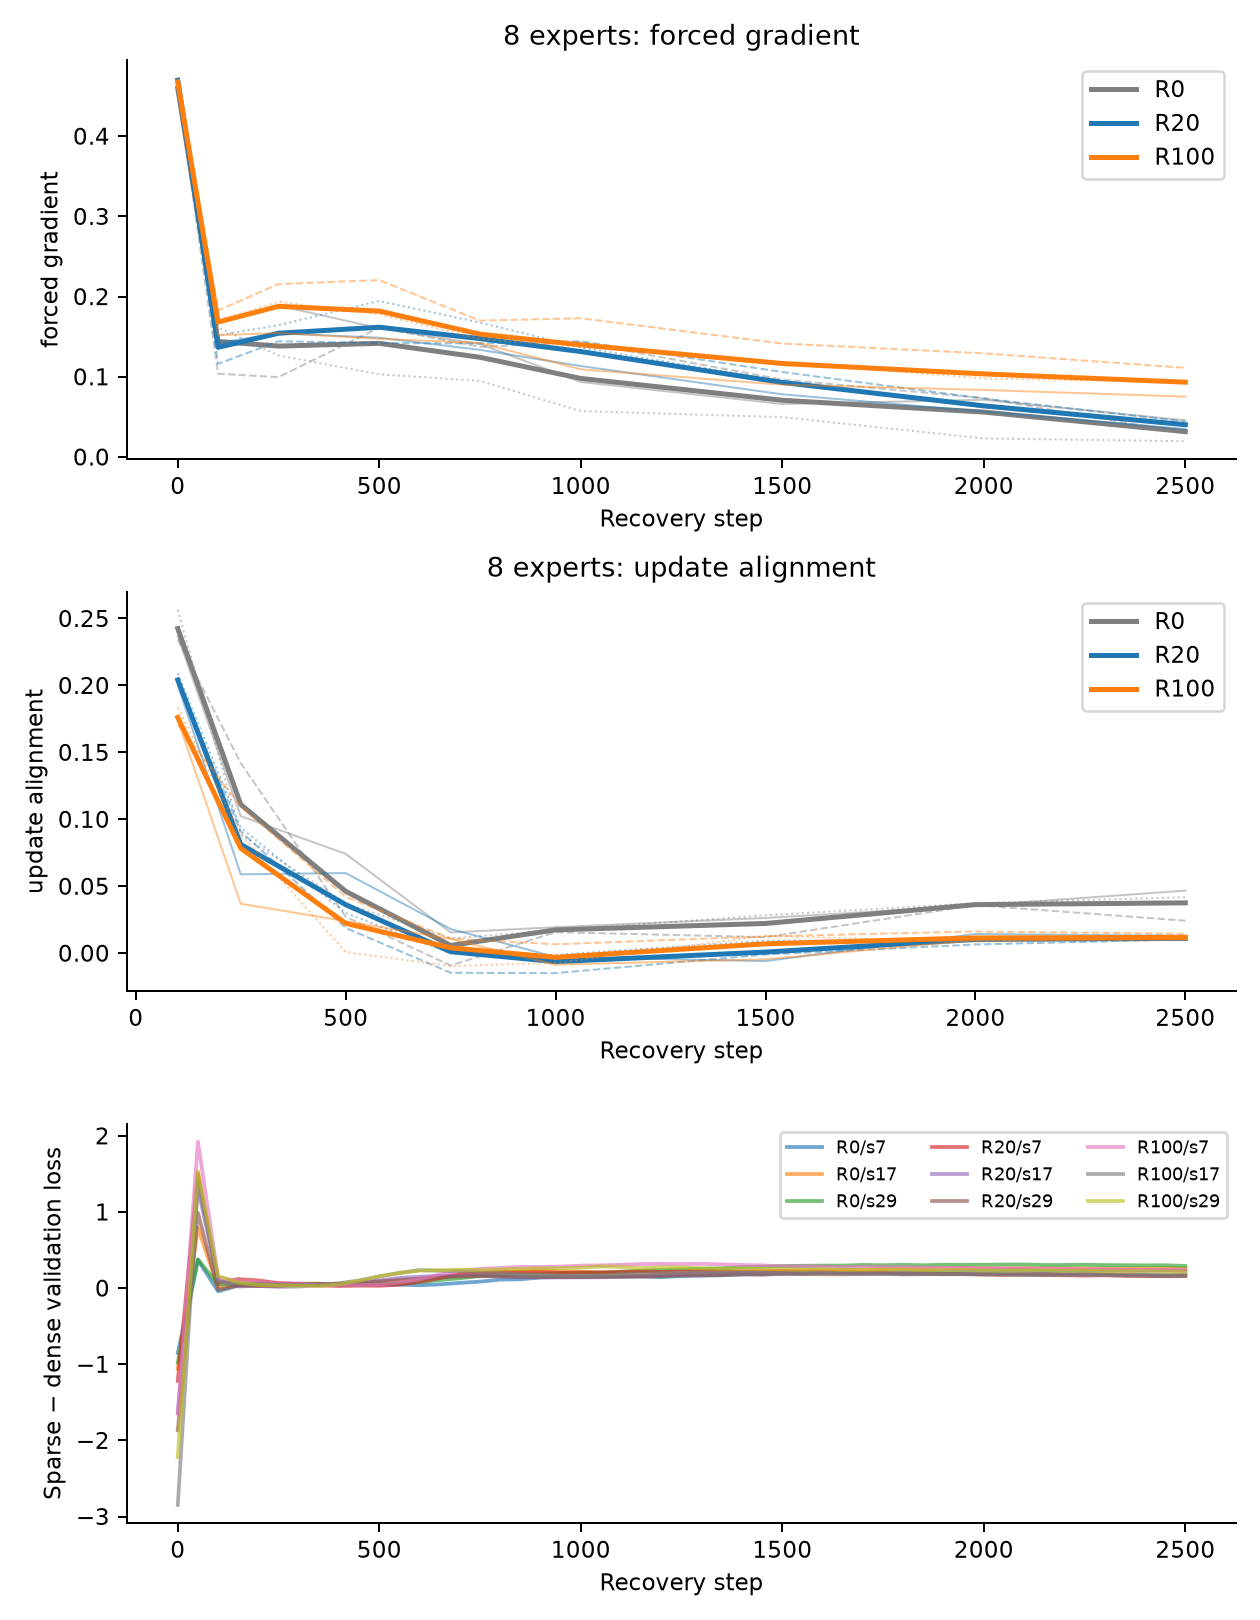 8 experts: forced gradient
forced gradient
0.4
0.3
0.2
0.1
0.0
R0
R20
R100
0 500 1000 1500 2000 2500
Recovery step
8 experts: update alignment
update alignment
0.25
0.20
0.15
0.10
0.05
0.00
R0
R20
R100
0 500 1000 1500 2000 2500
Recovery step
Sparse − dense validation loss
2
1
0
−1
−2
−3
R0/s7 R20/s7 R100/s7
R0/s17 R20/s17 R100/s17
R0/s29 R20/s29 R100/s29
0 500 1000 1500 2000 2500
Recovery step